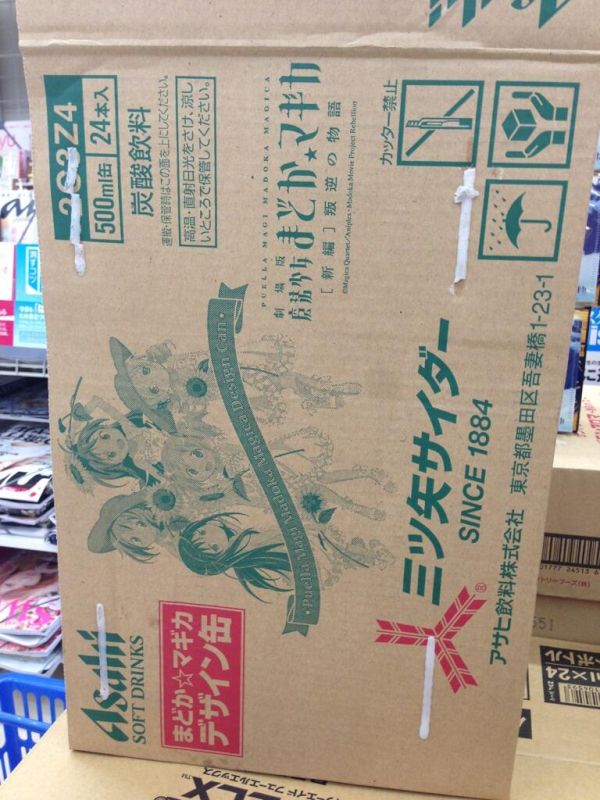 Asahi
SOFT DRINKS
まどか☆マギカ
デザイン缶
2G3Z4
500ml缶 24本入
炭酸飲料
運搬・保管時はこの面を上にしてください。
高温・直射日光をさけ、涼し
いところで保管してください。
PUELLA MAGI MADOKA MAGICA
劇場版
魔法少女まどか☆マギカ
[新編]叛逆の物語
©Magica Quartet/Aniplex・Madoka Movie Project Rebellion
・Puella Magi Madoka Magica Design Can・
カッター禁止
三ツ矢サイダー
SINCE 1884
®
アサヒ飲料株式会社 東京都墨田区吾妻橋1-23-1